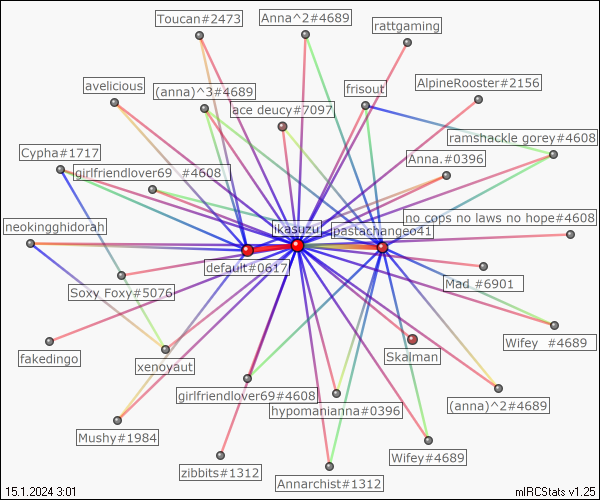 Toucan#2473
Anna^2#4689
rattgaming
avelicious
(anna)^3#4689
frisout
AlpineRooster#2156
ace deucy#7097
ramshackle gorey#4608
Cypha#1717
girlfriendlover69__#4608
Anna.#0396
neokingghidorah
ikasuzu
pastachangeo41
no cops no laws no hope#4608
default#0617
Soxy Foxy#5076
Mad_#6901
fakedingo
xenoyaut
Skalman
Wifey__#4689
girlfriendlover69#4608
hypomanianna#0396
(anna)^2#4689
Mushy#1984
zibbits#1312
Annarchist#1312
Wifey#4689
15.1.2024 3:01
mIRCStats v1.25